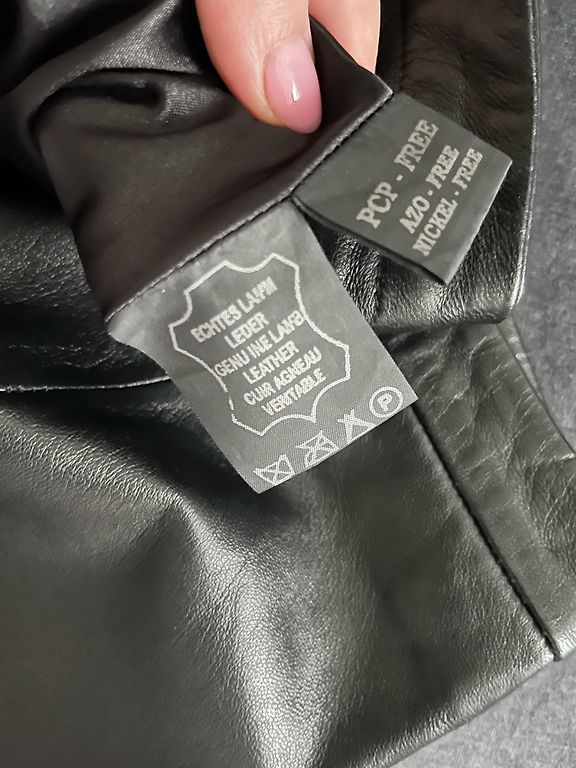 PCP - FREE
AZO - FREE
NICKEL - FREE
ECHTES LAMM
LEDER
GENUINE LAMB
LEATHER
CUIR AGNEAU
VERITABLE
P